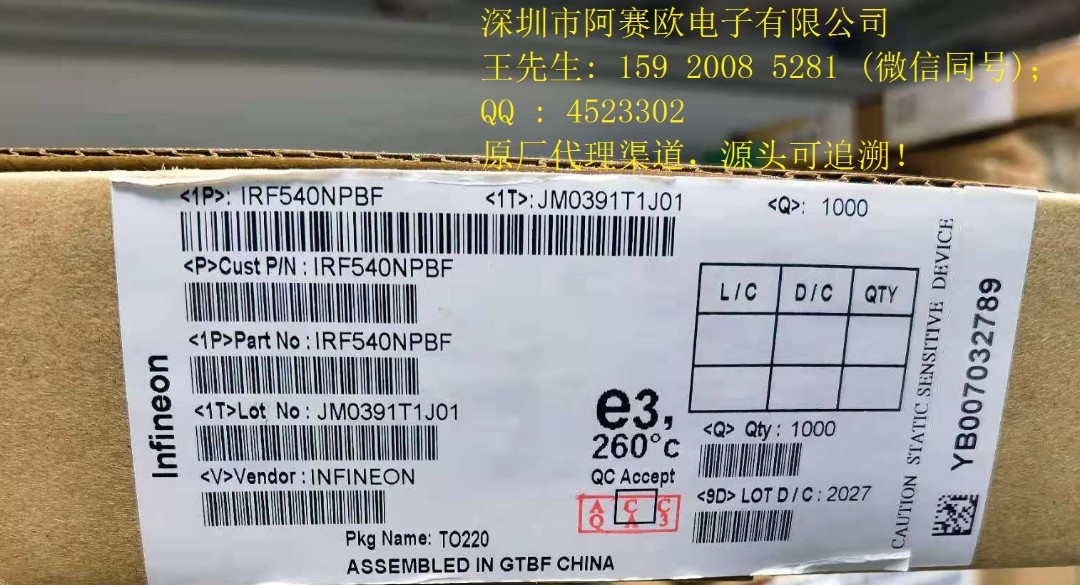 深圳市阿赛欧电子有限公司
王先生: 159 2008 5281 (微信同号);
QQ : 4523302
原厂代理渠道，源头可追溯!
<1P>: IRF540NPBF <1T>:JM0391T1J01 <Q>: 1000
<P>Cust P/N : IRF540NPBF
<1P>Part No : IRF540NPBF
<1T>Lot No : JM0391T1J01
<V>Vendor : INFINEON
Pkg Name: TO220
ASSEMBLED IN GTBF CHINA
Infineon
e3,
260°c
QC Accept
A C C
Q A 3
L/C D/C QTY
<Q> Qty : 1000
<9D> LOT D/C : 2027
CAUTION STATIC SENSITIVE DEVICE
YB007032789